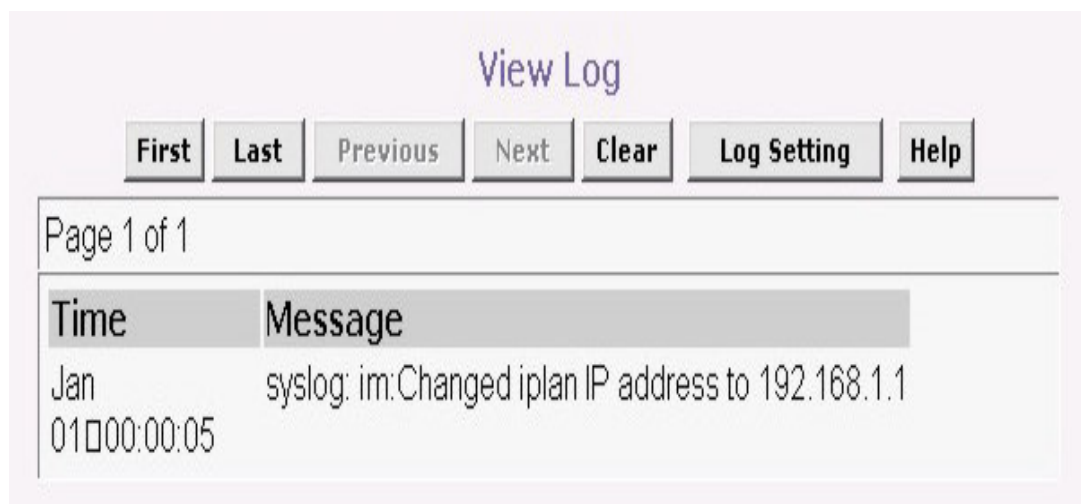 View Log
First Last Previous Next Clear Log Setting Help
Page 1 of 1
Time Message
Jan syslog: im:Changed iplan IP address to 192.168.1.1
01▯00:00:05